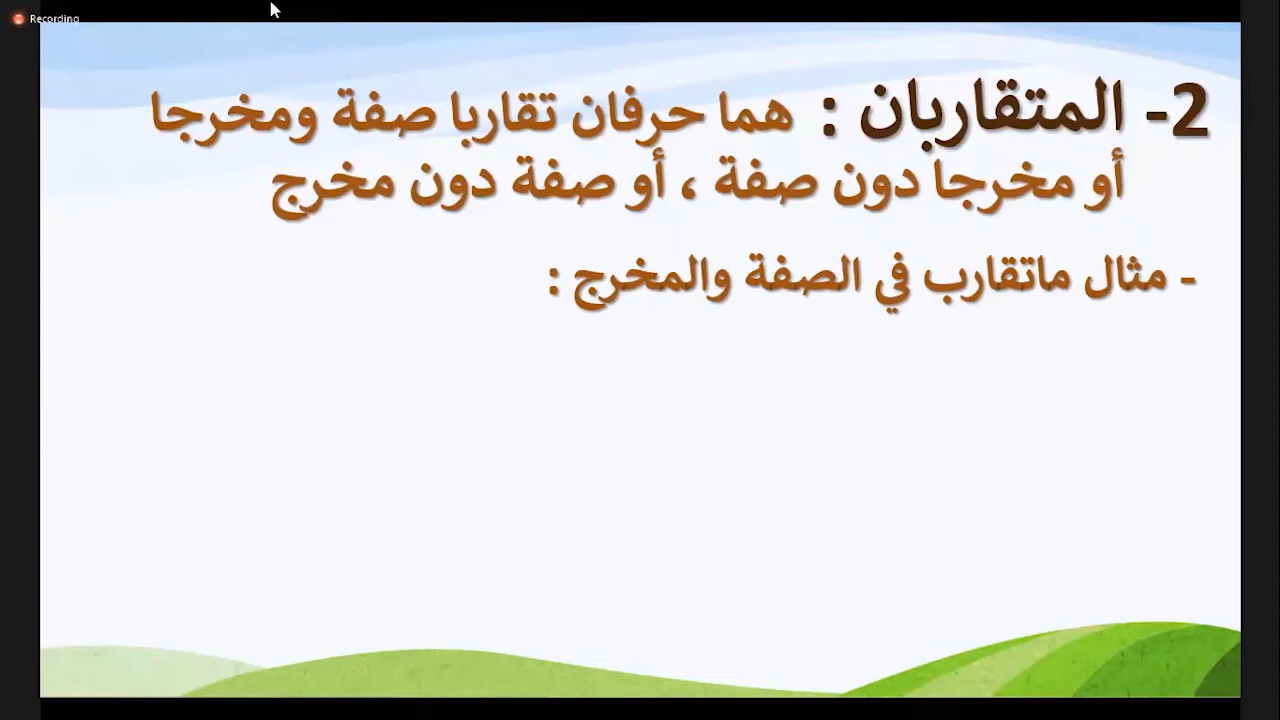 Recording
2- المتقاربان : هما حرفان تقاربا صفة ومخرجا
أو مخرجا دون صفة ، أو صفة دون مخرج
- مثال ماتقارب في الصفة والمخرج :